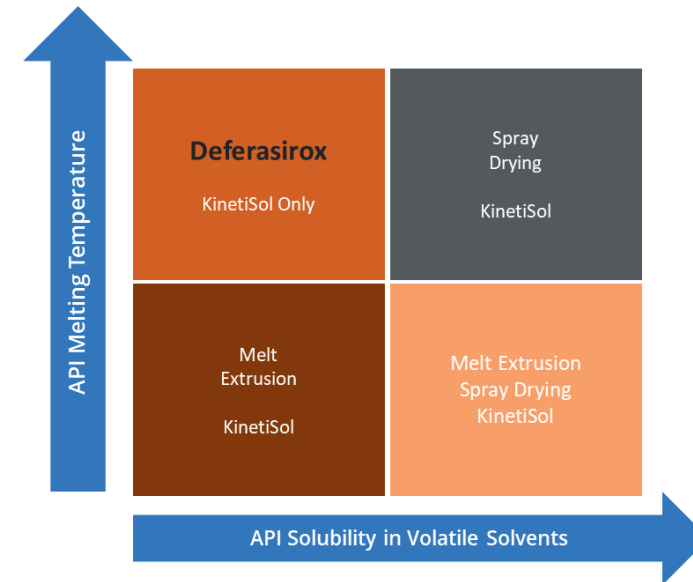 API Melting Temperature
Deferasirox
KinetiSol Only
Spray
Drying
KinetiSol
Melt
Extrusion
KinetiSol
Melt Extrusion
Spray Drying
KinetiSol
API Solubility in Volatile Solvents